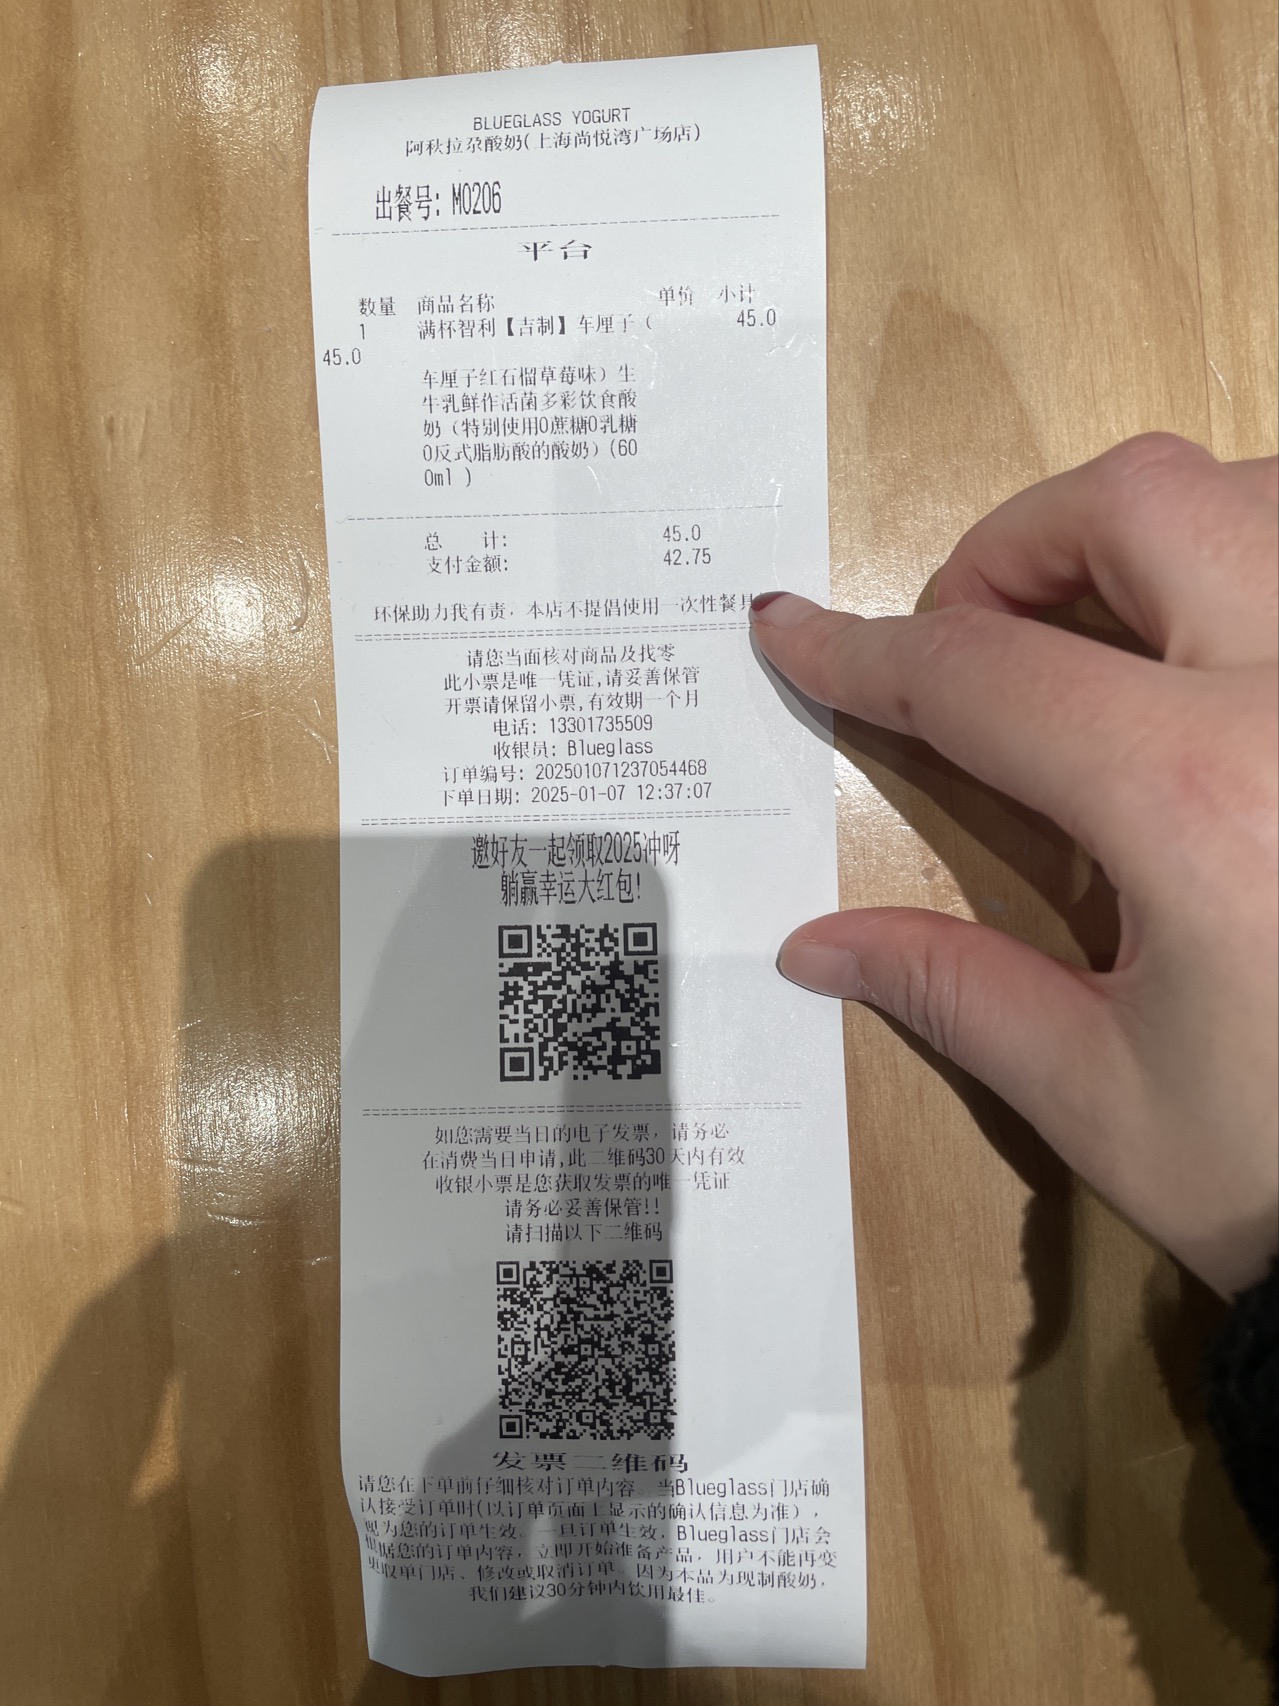 BLUEGLASS YOGURT
阿秋拉尕酸奶(上海尚悦湾广场店)
出餐号: M0206
平台
数量 商品名称 单价 小计
1 满杯智利【吉制】车厘子( 45.0
45.0
车厘子红石榴草莓味)生
牛乳鲜作活菌多彩饮食酸
奶(特别使用0蔗糖0乳糖
0反式脂肪酸的酸奶)(60
0ml )
总 计: 45.0
支付金额: 42.75
环保助力我有责，本店不提倡使用一次性餐具
请您当面核对商品及找零
此小票是唯一凭证,请妥善保管
开票请保留小票,有效期一个月
电话: 13301735509
收银员: Blueglass
订单编号: 202501071237054468
下单日期: 2025-01-07 12:37:07
邀好友一起领取2025冲呀
躺赢幸运大红包!
如您需要当日的电子发票，请务必
在消费当日申请,此二维码30天内有效
收银小票是您获取发票的唯一凭证
请务必妥善保管!!
请扫描以下二维码
发票二维码
请您在下单前仔细核对订单内容。当Blueglass门店确
认接受订单时(以订单页面上显示的确认信息为准)，
视为您的订单生效。一旦订单生效，Blueglass门店会
根据您的订单内容，立即开始准备产品，用户不能再变
更取单门店、修改或取消订单。因为本品为现制酸奶，
我们建议30分钟内饮用最佳。